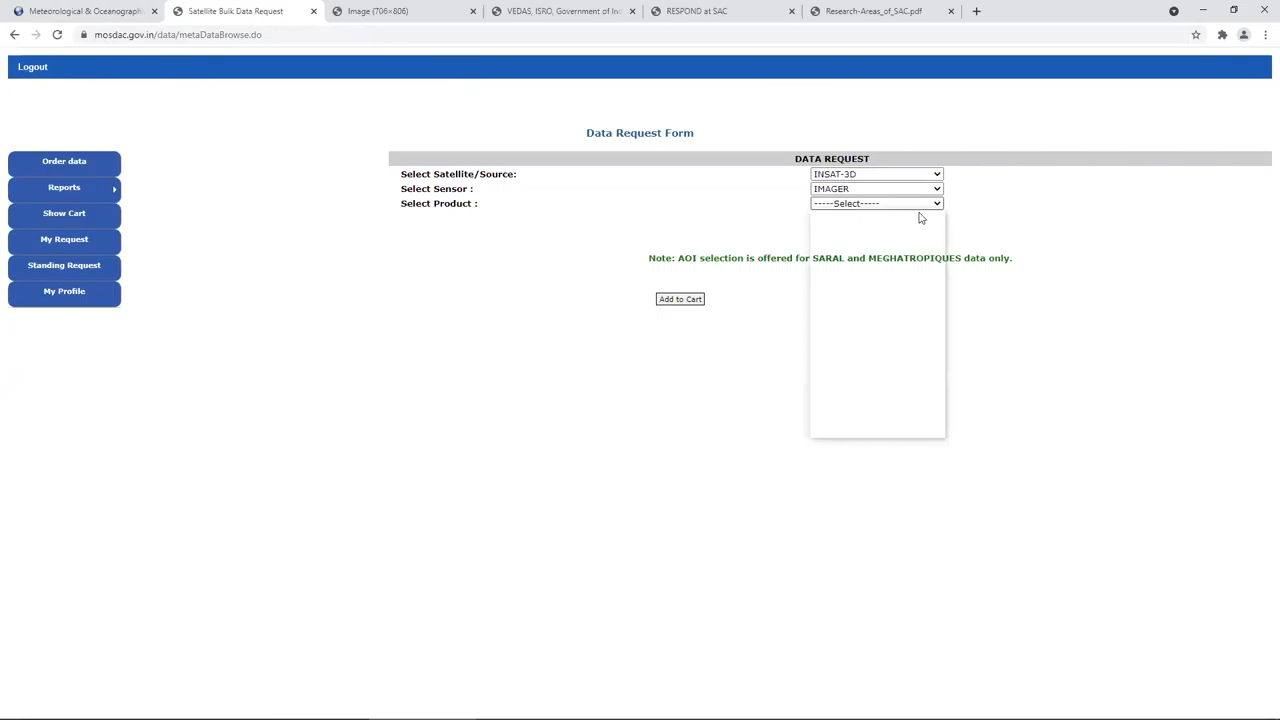 Meteorological & Oceanograph
Satellite Bulk Data Request
Image (706×806)
VEDAS, ISRO, Government of Ind
RESPOND at SAC
Research-Areas_of_SAC.pdf
mosdac.gov.in/data/metaDataBrowse.do
Logout
Data Request Form
Order data
Reports
Show Cart
My Request
Standing Request
My Profile
DATA REQUEST
Select Satellite/Source: INSAT-3D
Select Sensor : IMAGER
Select Product : -----Select-----
Note: AOI selection is offered for SARAL and MEGHATROPIQUES data only.
Add to Cart